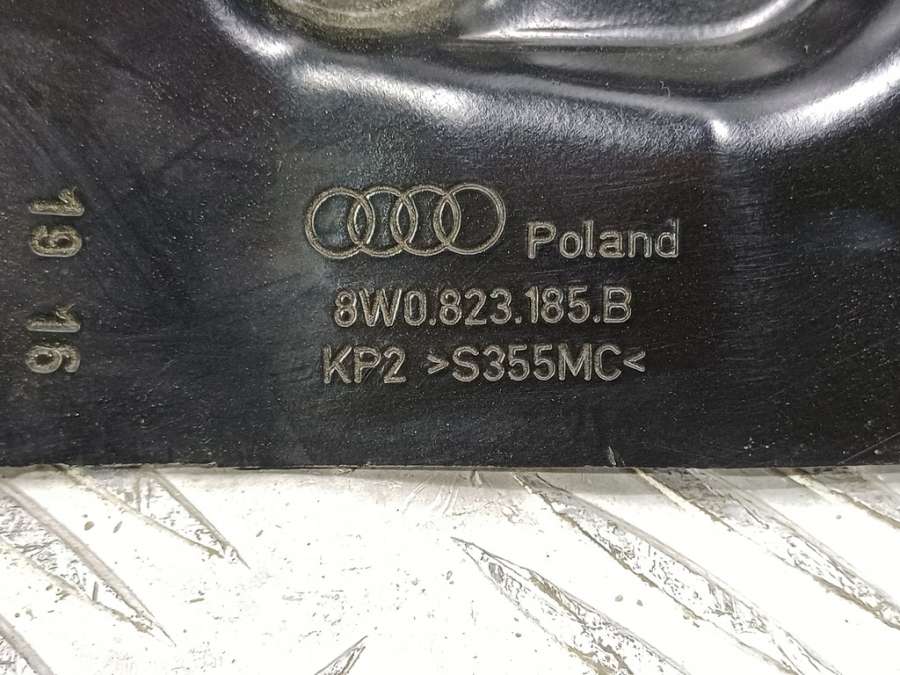 Poland
8W0.823.185.B
KP2 >S355MC<
19
16